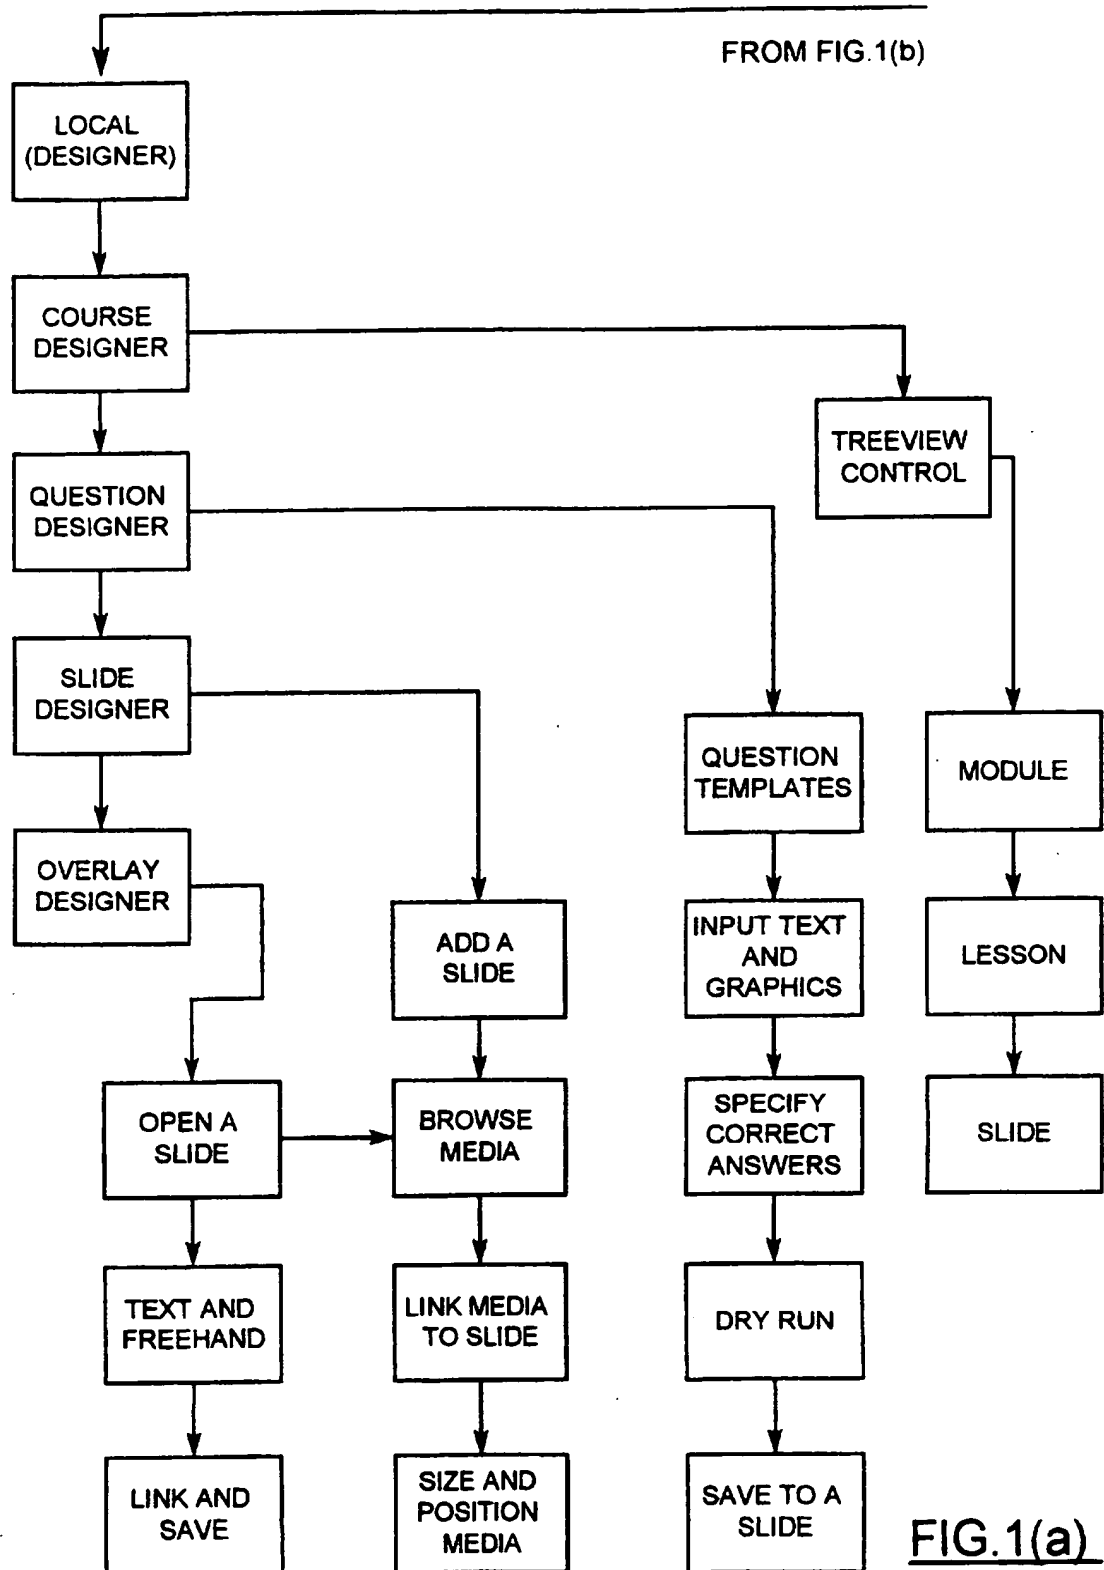 FROM FIG.1(b)
LOCAL
(DESIGNER)
COURSE
DESIGNER
TREEVIEW
CONTROL
QUESTION
DESIGNER
SLIDE
DESIGNER
QUESTION
TEMPLATES
MODULE
OVERLAY
DESIGNER
ADD A
SLIDE
INPUT TEXT
AND
GRAPHICS
LESSON
OPEN A
SLIDE
BROWSE
MEDIA
SPECIFY
CORRECT
ANSWERS
SLIDE
TEXT AND
FREEHAND
LINK MEDIA
TO SLIDE
DRY RUN
LINK AND
SAVE
SIZE AND
POSITION
MEDIA
SAVE TO A
SLIDE
FIG.1(a)